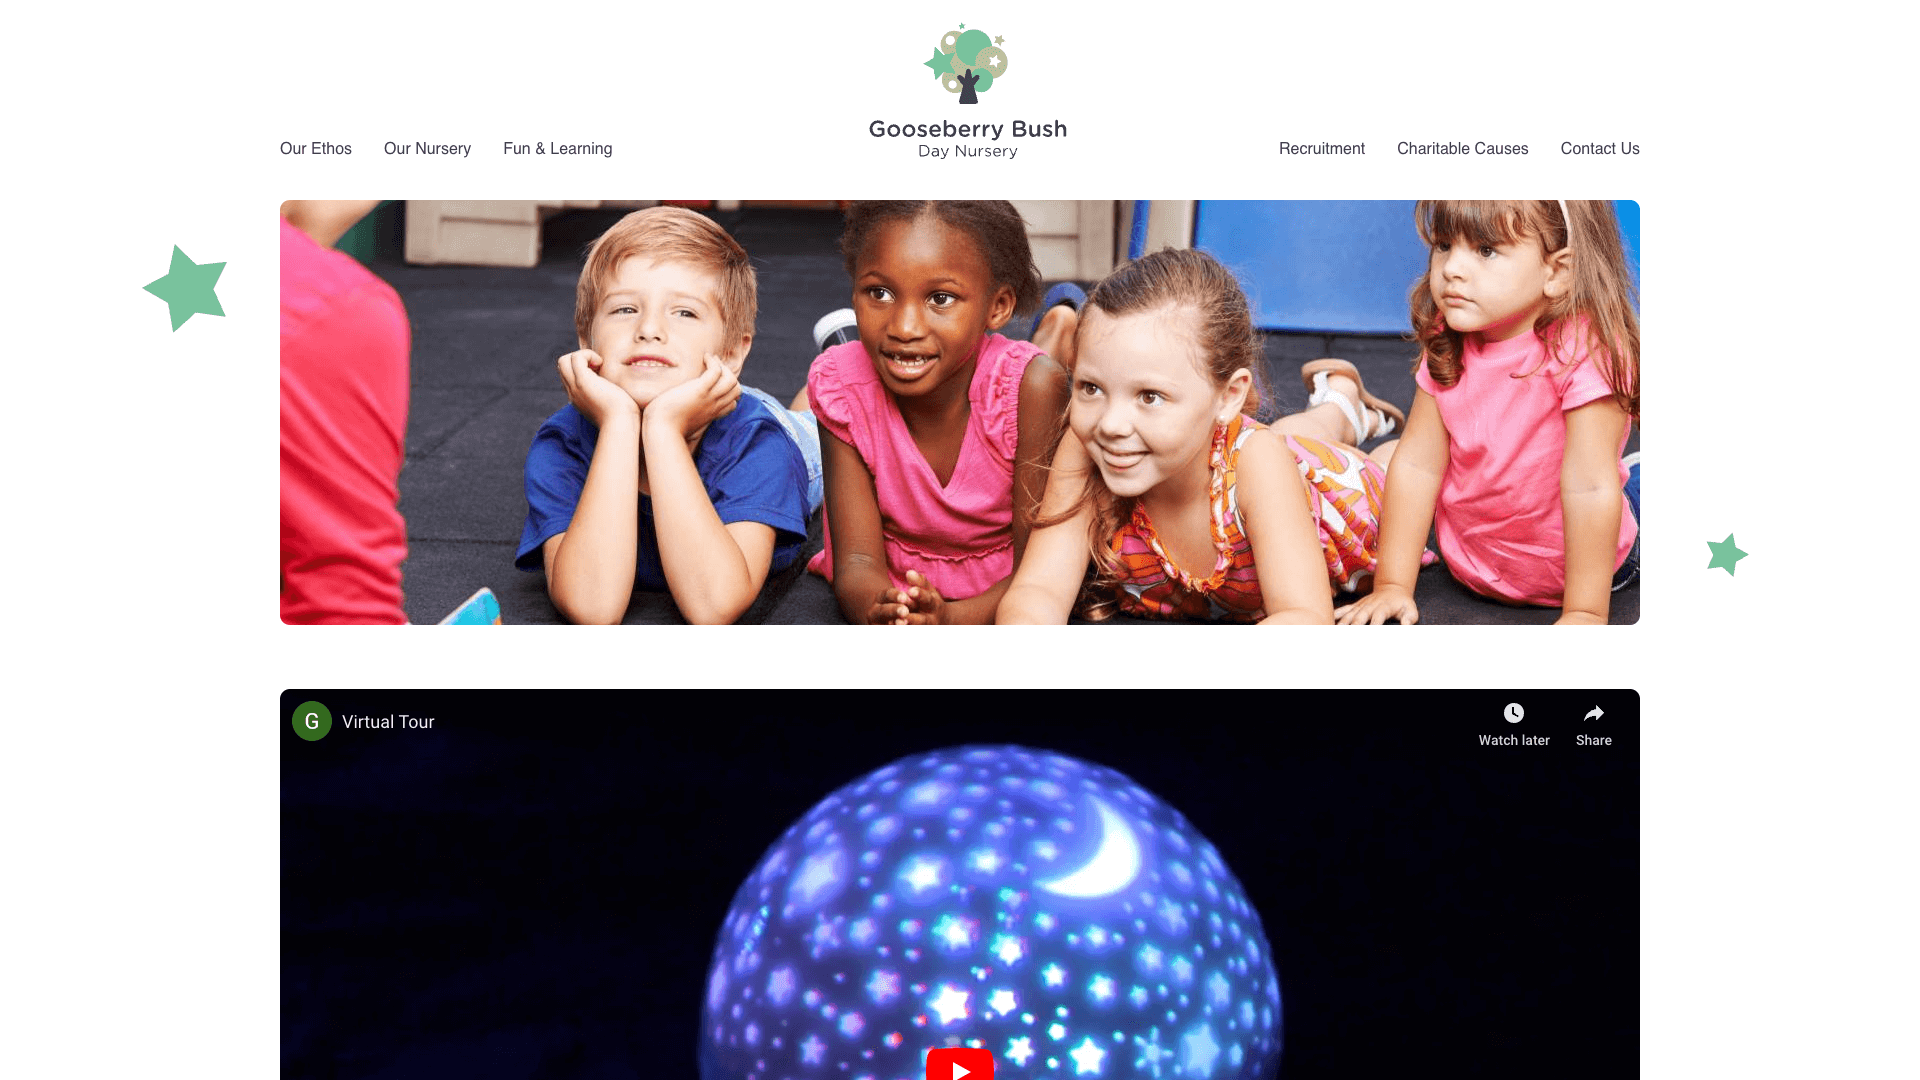 Gooseberry Bush
Day Nursery
Our Ethos
Our Nursery
Fun & Learning
Recruitment
Charitable Causes
Contact Us
G
Virtual Tour
Watch later
Share